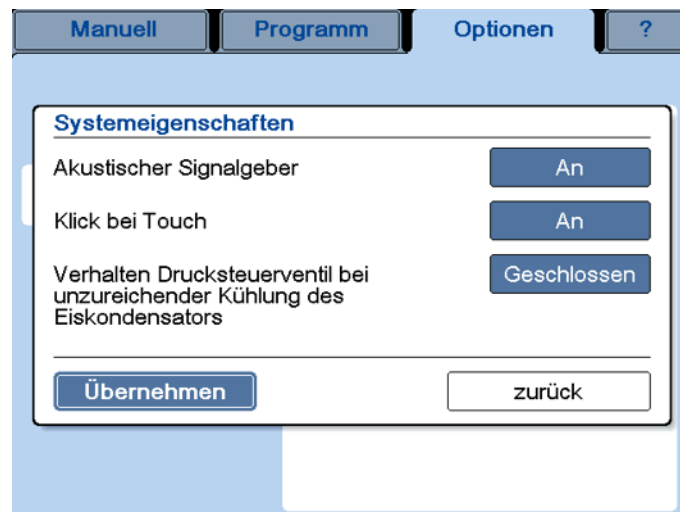 Manuell Programm Optionen ?
Systemeigenschaften
Akustischer Signalgeber An
Klick bei Touch An
Verhalten Drucksteuerventil bei Geschlossen
unzureichender Kühlung des
Eiskondensators
Übernehmen zurück